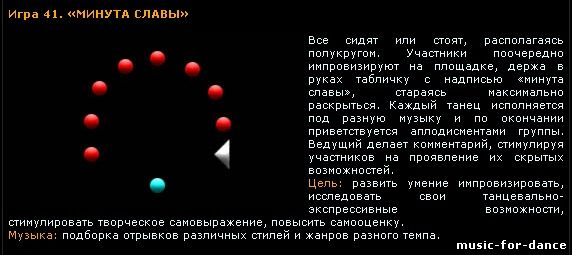 Игра 41. «МИНУТА СЛАВЫ»
Все сидят или стоят, располагаясь
полукругом. Участники поочередно
импровизируют на площадке, держа в
руках табличку с надписью «минута
славы», стараясь максимально
раскрыться. Каждый танец исполняется
под разную музыку и по окончании
приветствуется аплодисментами группы.
Ведущий делает комментарий, стимулируя
участников на проявление их скрытых
возможностей.
Цель: развить умение импровизировать,
исследовать свои танцевально-
экспрессивные возможности,
стимулировать творческое самовыражение, повысить самооценку.
Музыка: подборка отрывков различных стилей и жанров разного темпа.
music-for-dance